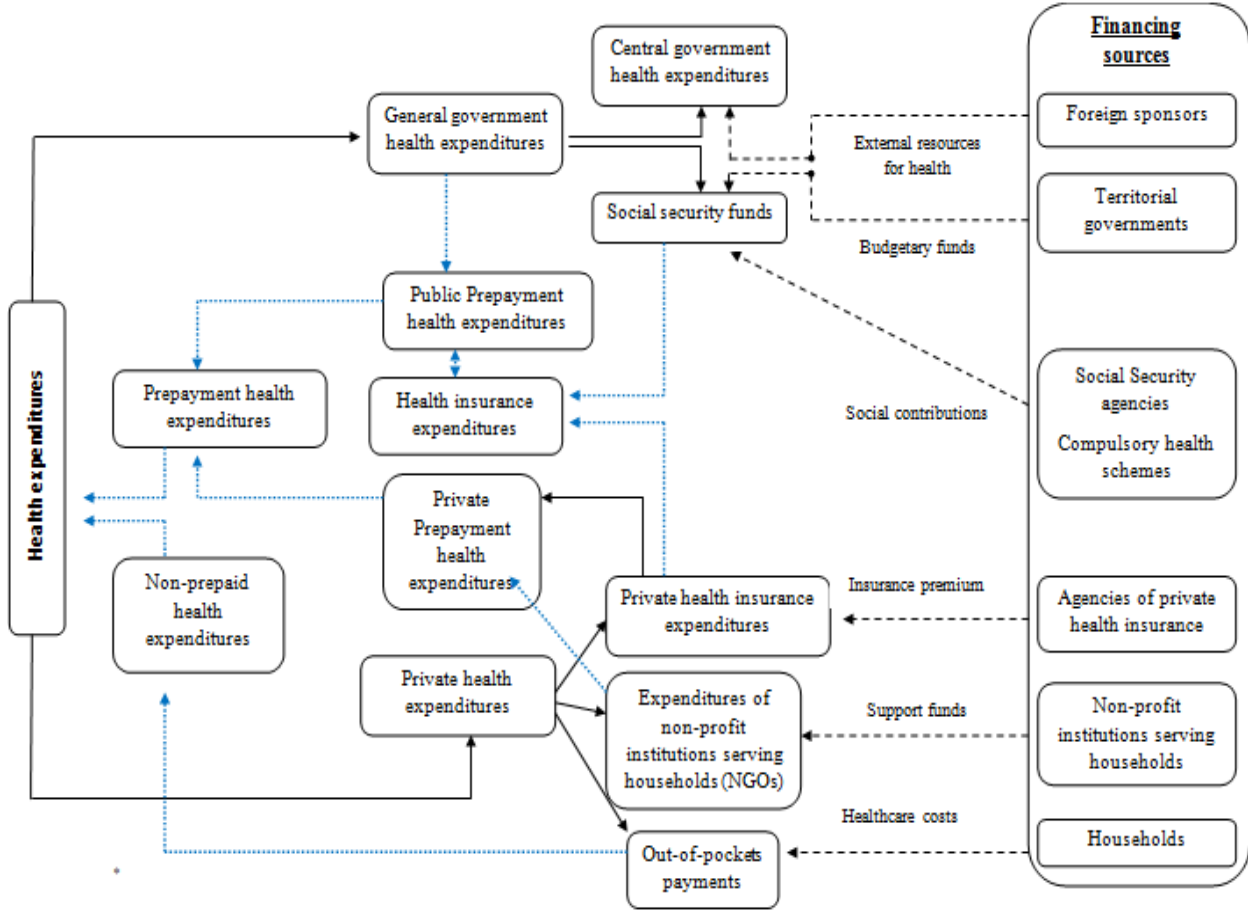 Financing
sources
Central government
health expenditures
General government
health expenditures
Foreign sponsors
External resources
for health
Territorial
governments
Social security funds
Budgetary funds
Public Prepayment
health expenditures
Prepayment health
expenditures
Health insurance
expenditures
Social contributions
Social Security
agencies
Compulsory health
schemes
Health expenditures
Private
Prepayment
health
expenditures
Non-prepaid
health
expenditures
Private health insurance
expenditures
Insurance premium
Agencies of private
health insurance
Private health
expenditures
Expenditures of
non-profit
institutions serving
households (NGOs)
Support funds
Non-profit
institutions serving
households
Healthcare costs
Households
Out-of-pockets
payments